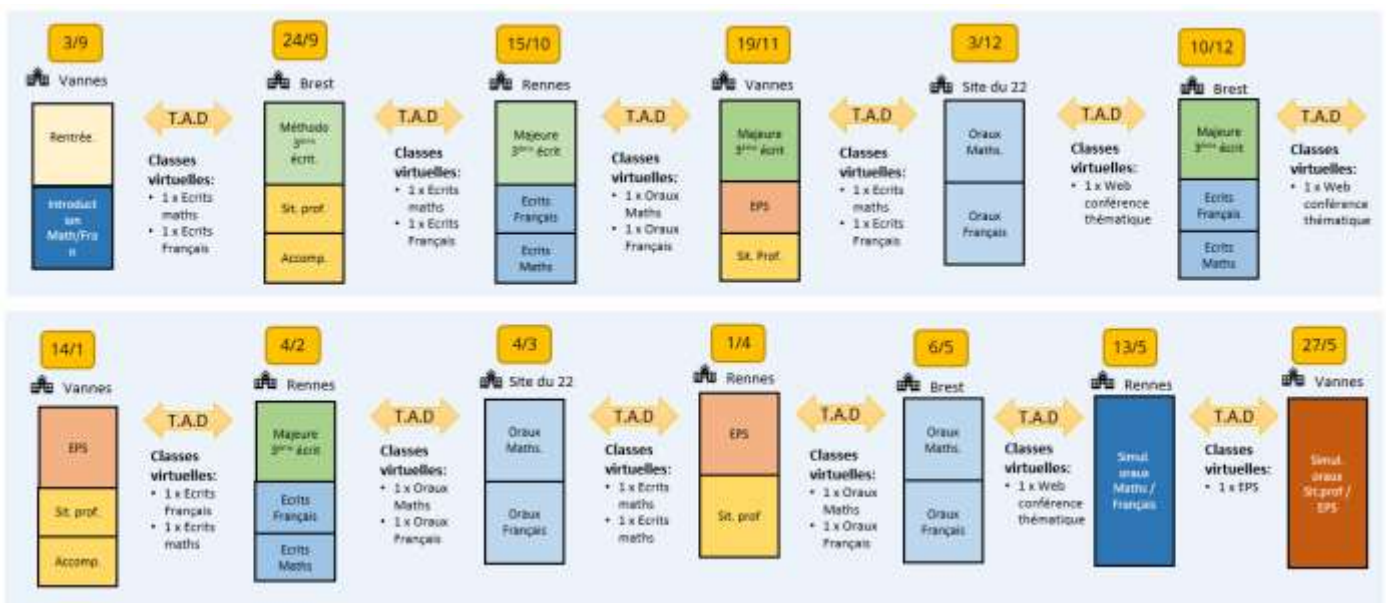 3/9
Vannes
Rentrée.
Introduct
ion
Math/Fra
n
T.A.D
Classes
virtuelles:
• 1 x Ecrits
maths
• 1 x Ecrits
Français
24/9
Brest
Méthodo
3ème
écrit.
Sit. prof.
Accomp.
T.A.D
Classes
virtuelles:
• 1 x Ecrits
maths
• 1 x Ecrits
Français
15/10
Rennes
Majeure
3ème écrit
Ecrits
Français
Ecrits
Maths
T.A.D
Classes
virtuelles:
• 1 x Oraux
Maths
• 1 x Oraux
Français
19/11
Vannes
Majeure
3ème écrit
EPS
Sit. Prof.
T.A.D
Classes
virtuelles:
• 1 x Ecrits
maths
• 1 x Ecrits
Français
3/12
Site du 22
Oraux
Maths.
Oraux
Français
T.A.D
Classes
virtuelles:
• 1 x Web
conférence
thématique
10/12
Brest
Majeure
3ème écrit
Ecrits
Français
Ecrits
Maths
T.A.D
Classes
virtuelles:
• 1 x Web
conférence
thématique
14/1
Vannes
EPS
Sit. prof.
Accomp.
T.A.D
Classes
virtuelles:
• 1 x Ecrits
Français
• 1 x Ecrits
maths
4/2
Rennes
Majeure
3ème écrit
Ecrits
Français
Ecrits
Maths
T.A.D
Classes
virtuelles:
• 1 x Oraux
Maths
• 1 x Oraux
Français
4/3
Site du 22
Oraux
Maths.
Oraux
Français
T.A.D
Classes
virtuelles:
• 1 x Ecrits
maths
• 1 x Ecrits
maths
1/4
Rennes
EPS
Sit. prof
T.A.D
Classes
virtuelles:
• 1 x Oraux
Maths
• 1 x Oraux
Français
6/5
Brest
Oraux
Maths.
Oraux
Français
T.A.D
Classes
virtuelles:
• 1 x Web
conférence
thématique
13/5
Rennes
Simul.
oraux
Maths /
Français
T.A.D
Classes
virtuelles:
• 1 x EPS
27/5
Vannes
Simul.
oraux
Sit.prof /
EPS